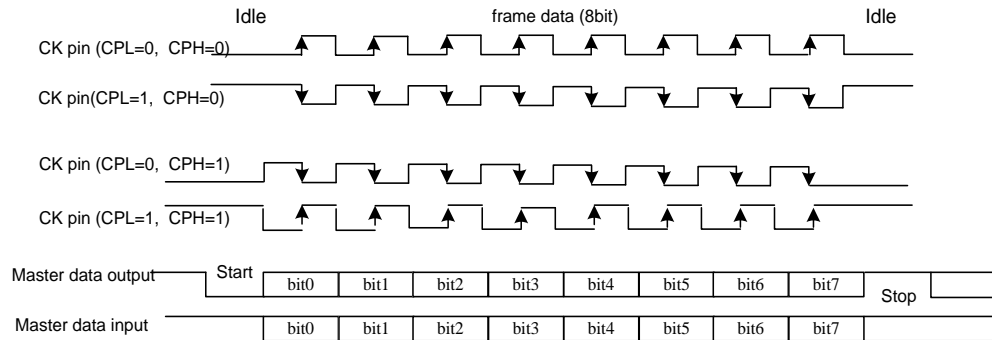 Idle frame data (8bit) Idle
CK pin (CPL=0, CPH=0)
CK pin(CPL=1, CPH=0)
CK pin (CPL=0, CPH=1)
CK pin (CPL=1, CPH=1)
Master data output Start bit0 bit1 bit2 bit3 bit4 bit5 bit6 bit7 Stop
Master data input bit0 bit1 bit2 bit3 bit4 bit5 bit6 bit7